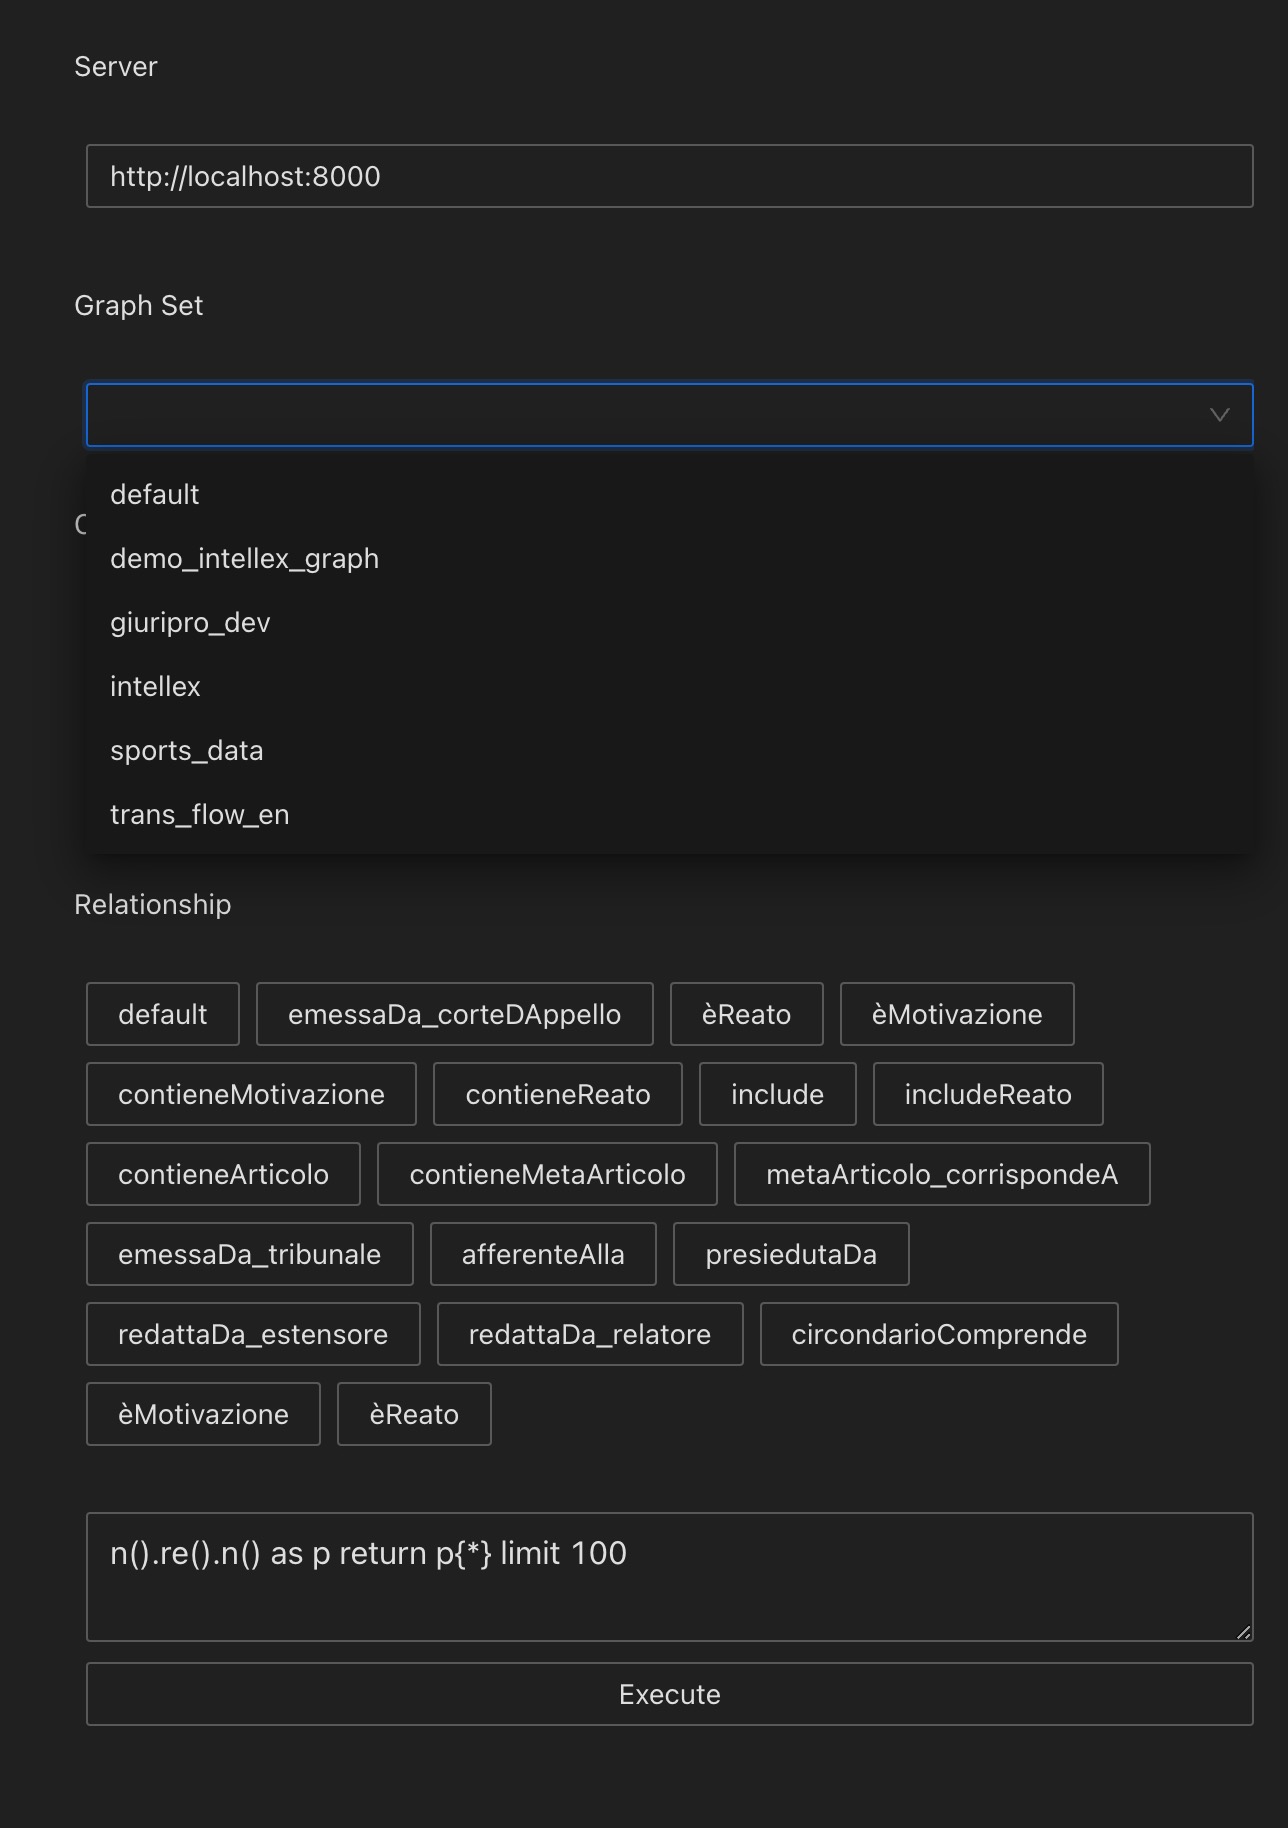 Server
http://localhost:8000
Graph Set
default
demo_intellex_graph
giuripro_dev
intellex
sports_data
trans_flow_en
Relationship
default emessaDa_corteDAppello èReato èMotivazione
contieneMotivazione contieneReato include includeReato
contieneArticolo contieneMetaArticolo metaArticolo_corrispondeA
emessaDa_tribunale afferenteAlla presiedutaDa
redattaDa_estensore redattaDa_relatore circondarioComprende
èMotivazione èReato
n().re().n() as p return p{*} limit 100
Execute